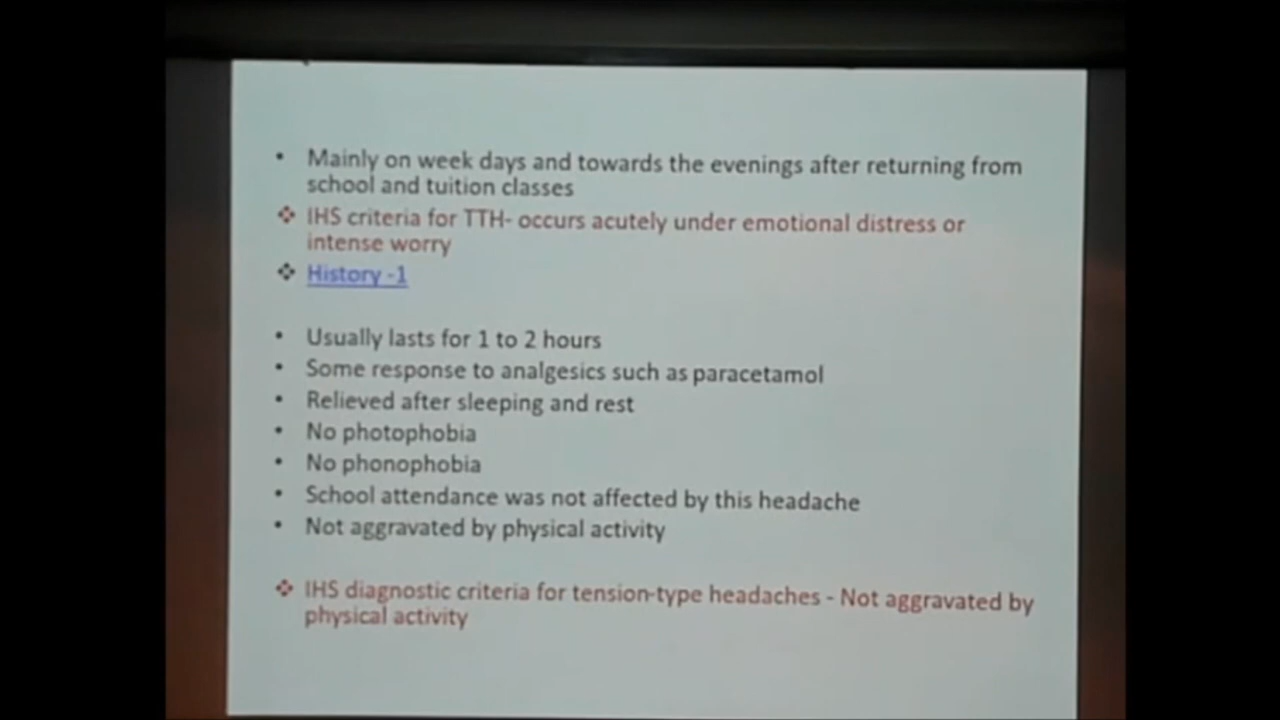 • Mainly on week days and towards the evenings after returning from
school and tuition classes
❖ IHS criteria for TTH- occurs acutely under emotional distress or
intense worry
❖ History -1
• Usually lasts for 1 to 2 hours
• Some response to analgesics such as paracetamol
• Relieved after sleeping and rest
• No photophobia
• No phonophobia
• School attendance was not affected by this headache
• Not aggravated by physical activity
❖ IHS diagnostic criteria for tension-type headaches - Not aggravated by
physical activity